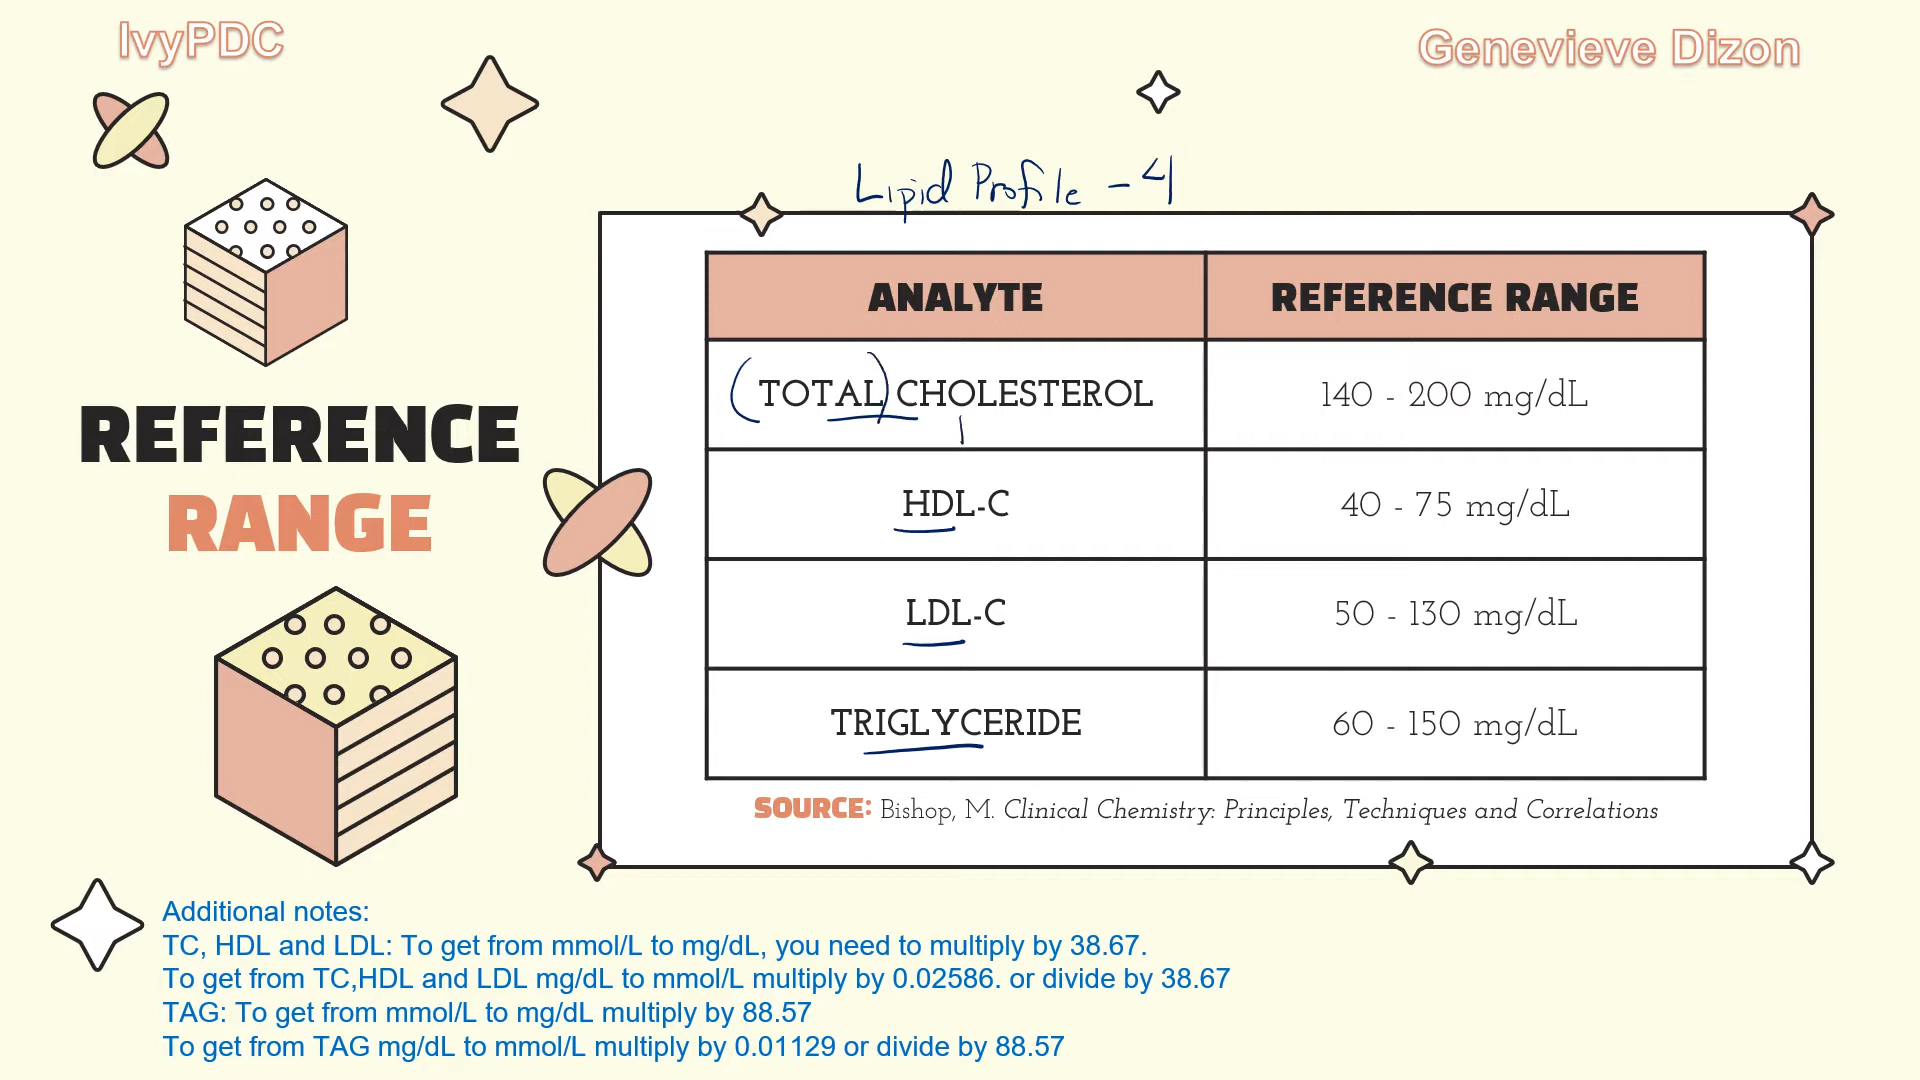 IvyPDC
Genevieve Dizon
Lipid Profile - 4
REFERENCE
RANGE
ANALYTE
REFERENCE RANGE
(TOTAL) CHOLESTEROL
140 - 200 mg/dL
HDL-C
40 - 75 mg/dL
LDL-C
50 - 130 mg/dL
TRIGLYCERIDE
60 - 150 mg/dL
SOURCE: Bishop, M. Clinical Chemistry: Principles, Techniques and Correlations
Additional notes:
TC, HDL and LDL: To get from mmol/L to mg/dL, you need to multiply by 38.67.
To get from TC,HDL and LDL mg/dL to mmol/L multiply by 0.02586. or divide by 38.67
TAG: To get from mmol/L to mg/dL multiply by 88.57
To get from TAG mg/dL to mmol/L multiply by 0.01129 or divide by 88.57